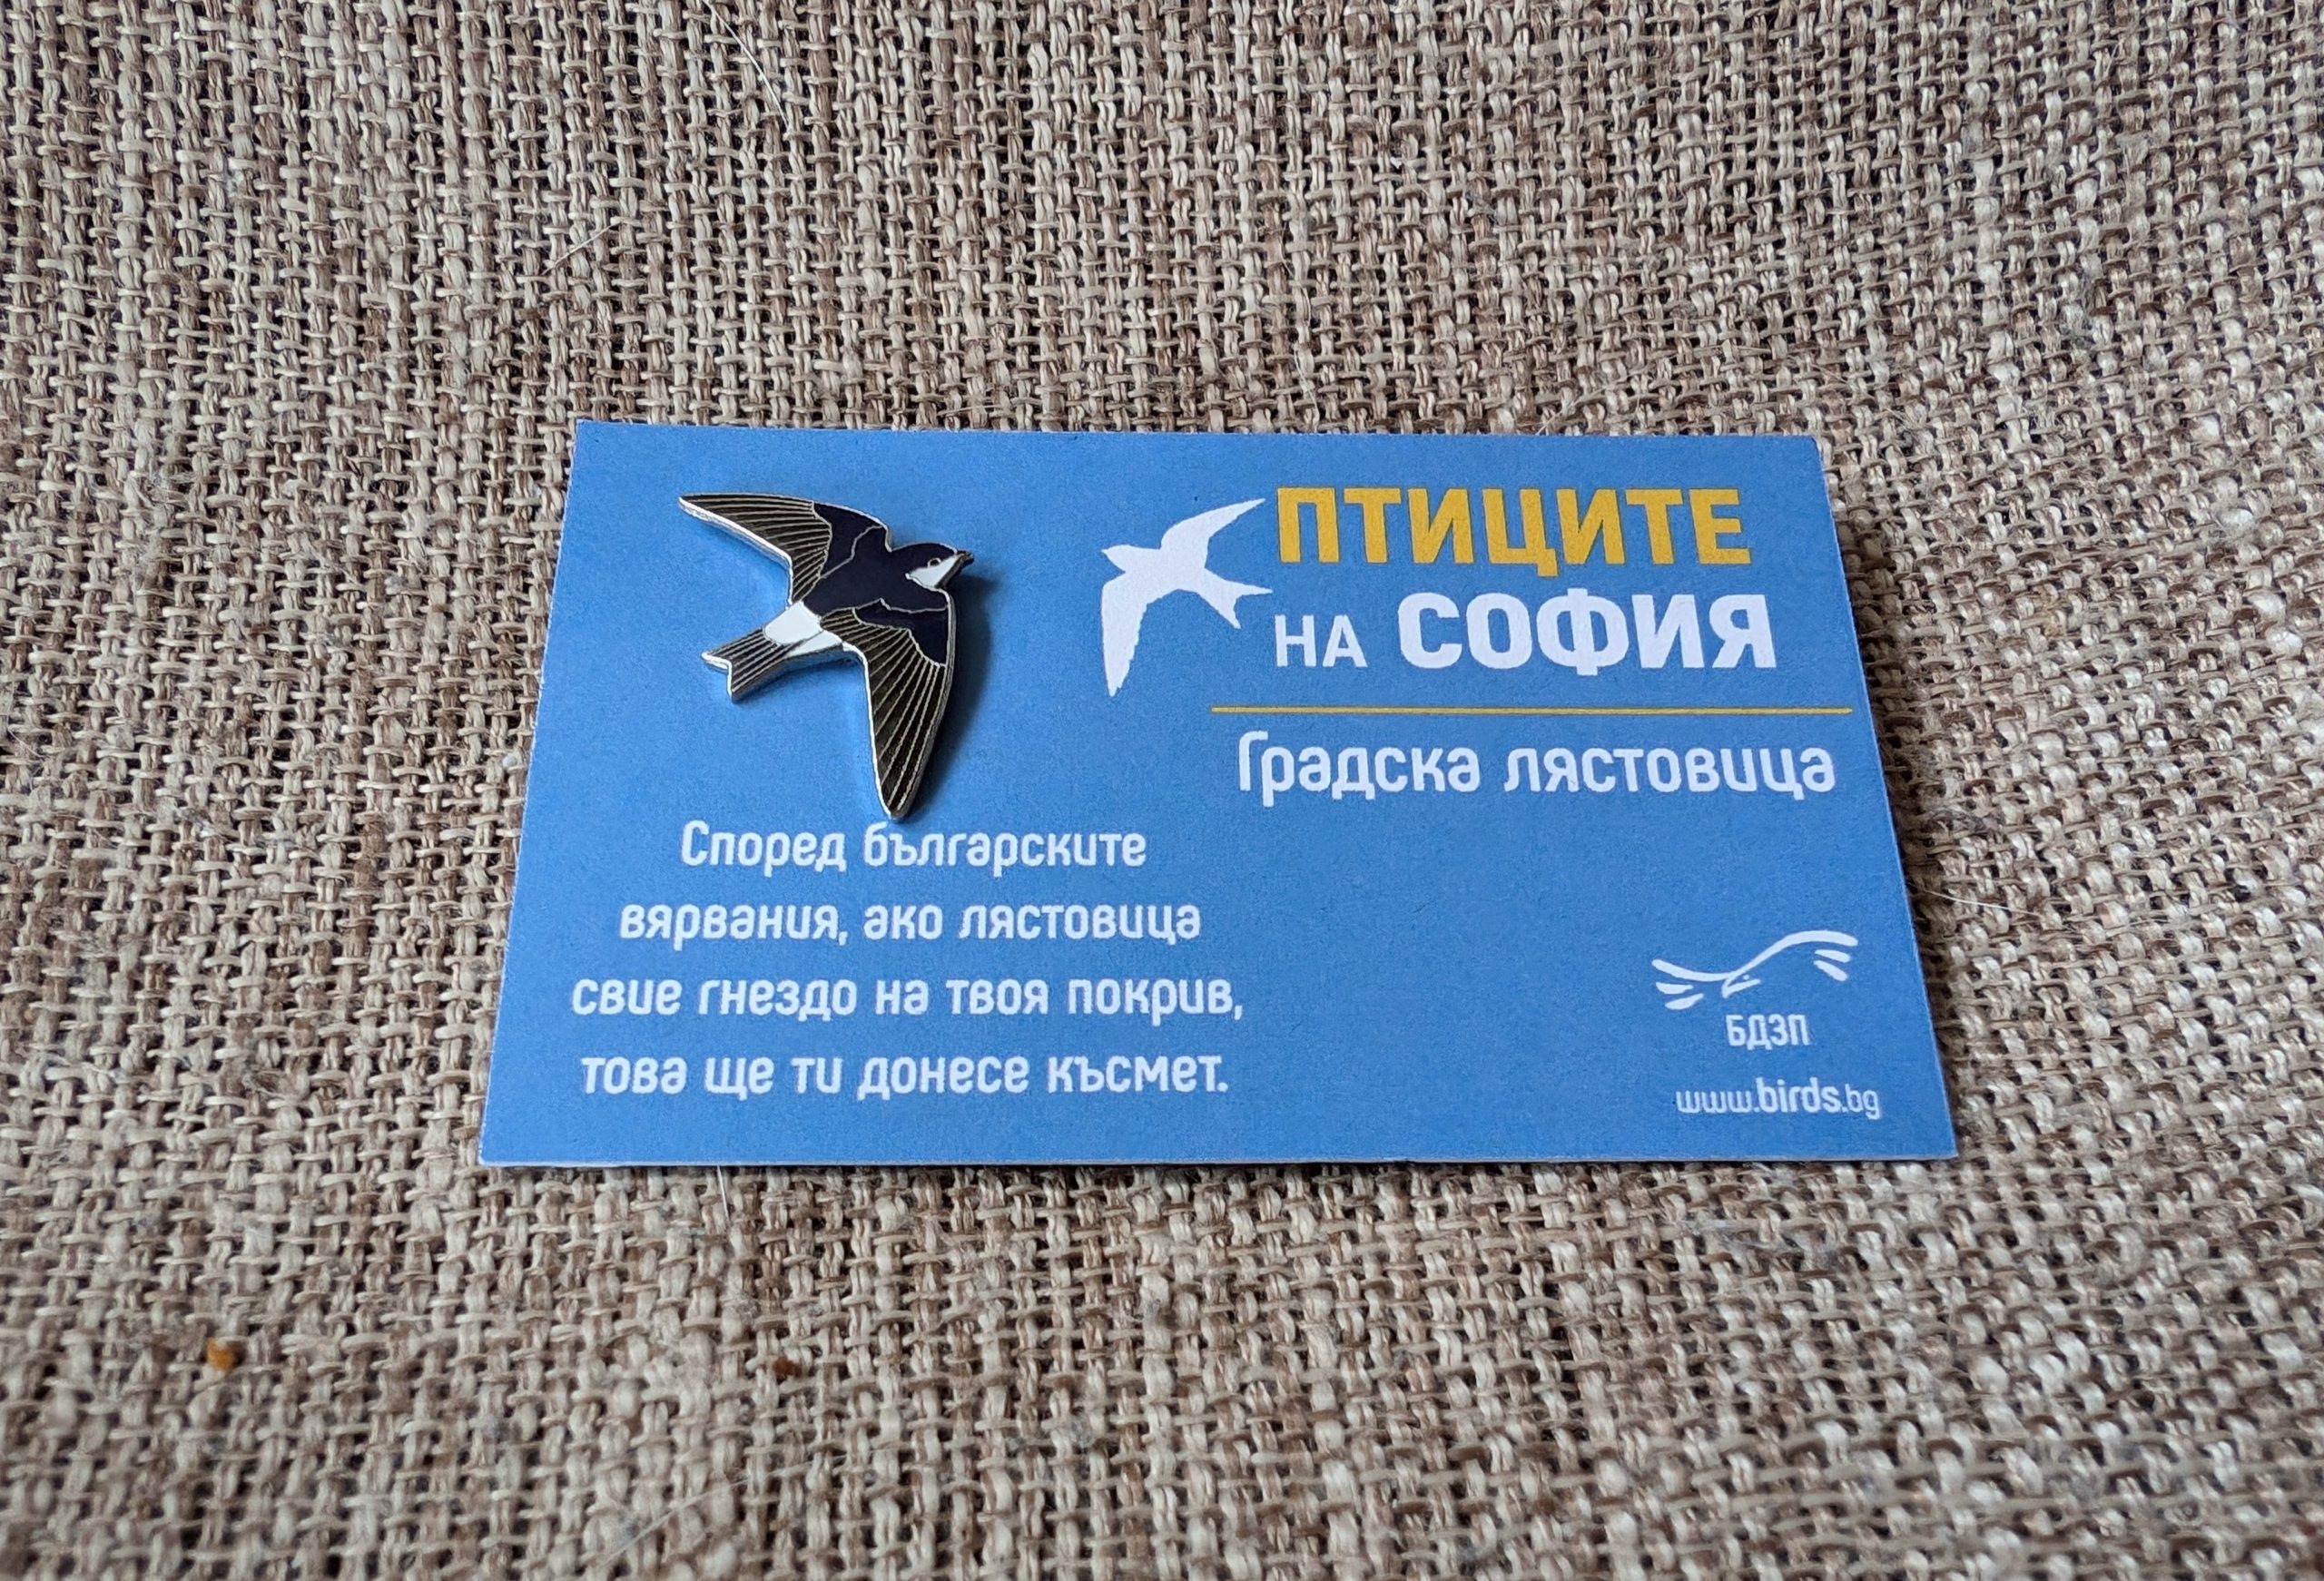 ПТИЦИТЕ
НА СОФИЯ
Градска лястовица
Според българските
вярвания, ако лястовица
свие гнездо на твоя покрив,
това ще ти донесе късмет.
БДЗП
www.birds.bg